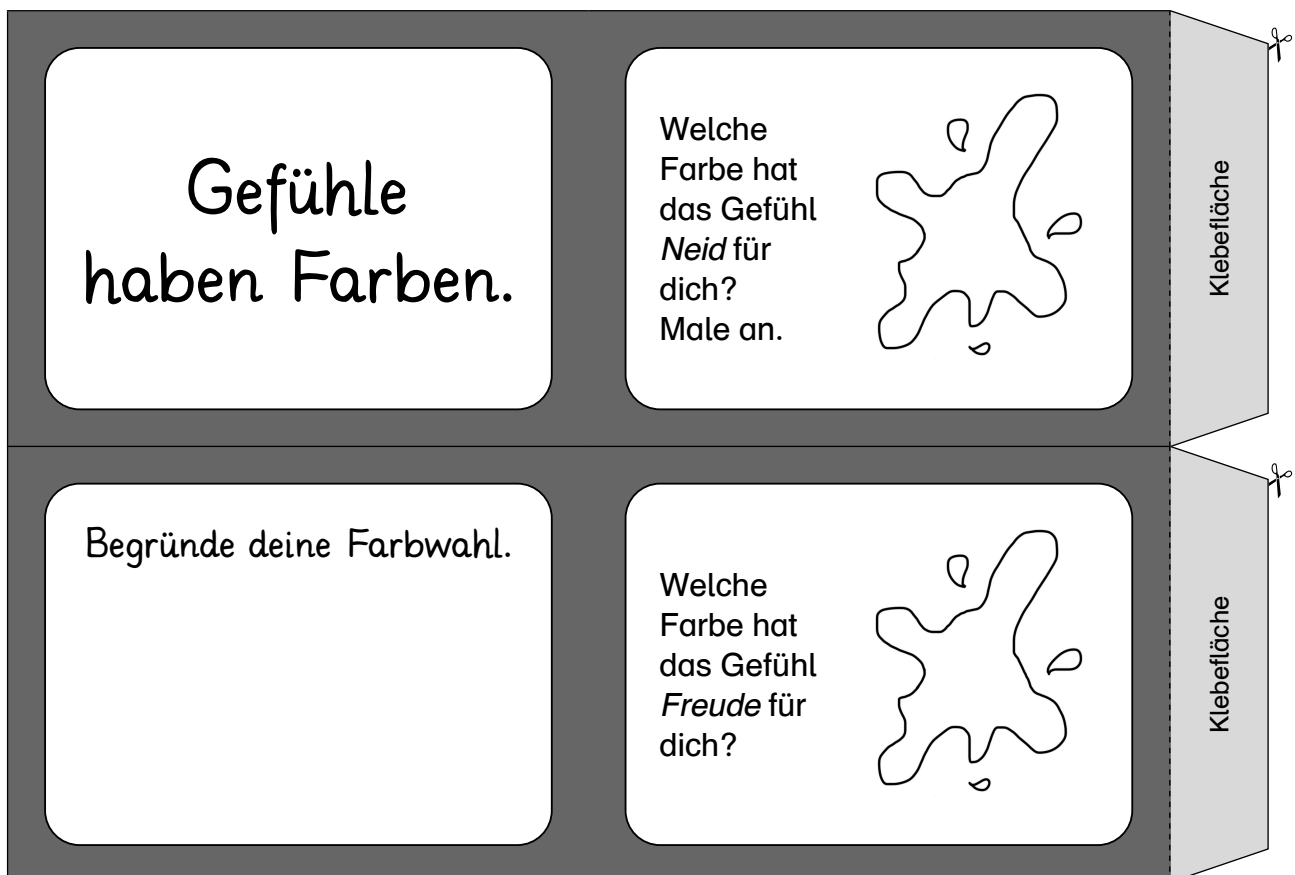 Gefühle
haben Farben.
Welche
Farbe hat
das Gefühl
Neid für
dich?
Male an.
Klebefläche
Begründe deine Farbwahl.
Welche
Farbe hat
das Gefühl
Freude für
dich?
Klebefläche